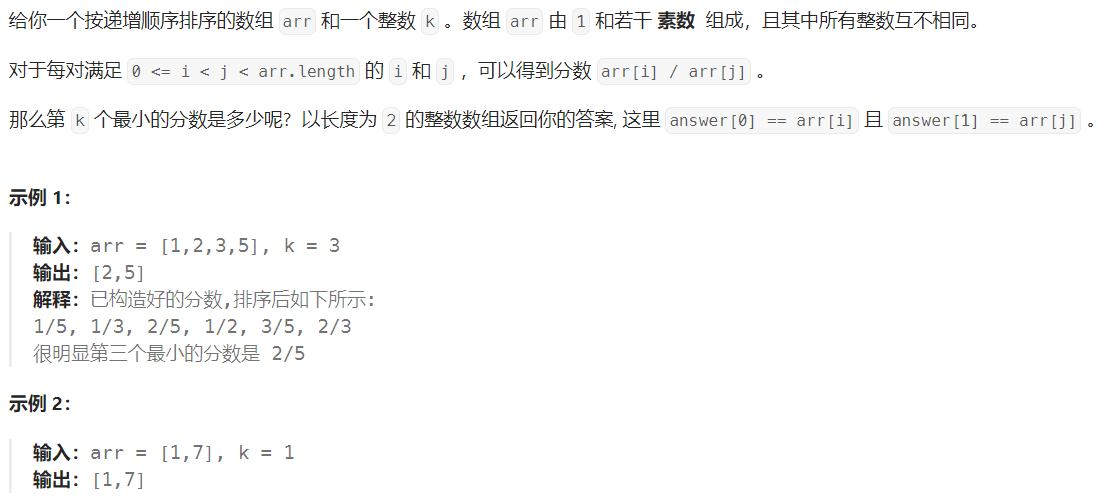 给你一个按递增顺序排序的数组 arr 和一个整数 k 。数组 arr 由 1 和若干 素数 组成，且其中所有整数互不相同。
对于每对满足 0 <= i < j < arr.length 的 i 和 j ，可以得到分数 arr[i] / arr[j] 。
那么第 k 个最小的分数是多少呢? 以长度为 2 的整数数组返回你的答案, 这里 answer[0] == arr[i] 且 answer[1] == arr[j] 。
示例 1：
输入：arr = [1,2,3,5], k = 3
输出：[2,5]
解释：已构造好的分数,排序后如下所示:
1/5, 1/3, 2/5, 1/2, 3/5, 2/3
很明显第三个最小的分数是 2/5
示例 2：
输入：arr = [1,7], k = 1
输出：[1,7]